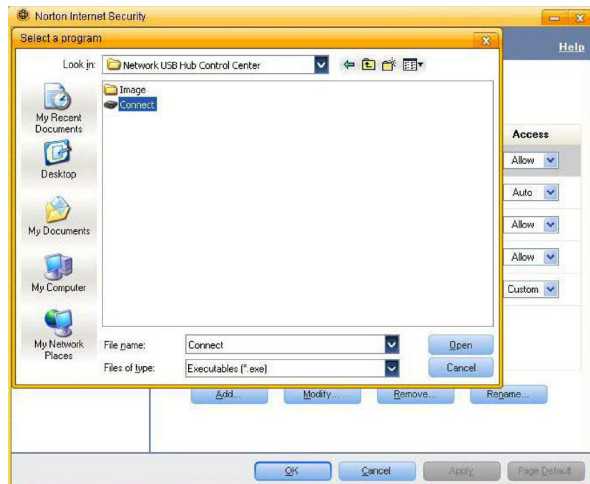 Norton Internet Security
Select a program
Help
Look in:
Network USB Hub Control Center
Image
Connect
My Recent
Documents
Desktop
My Documents
My Computer
My Network
Places
Access
Allow
Auto
Allow
Allow
Custom
File name:
Connect
Open
Files of type:
Executables (*.exe)
Cancel
Add...
Modify...
Remove...
Rename...
OK
Cancel
Apply
Page Default